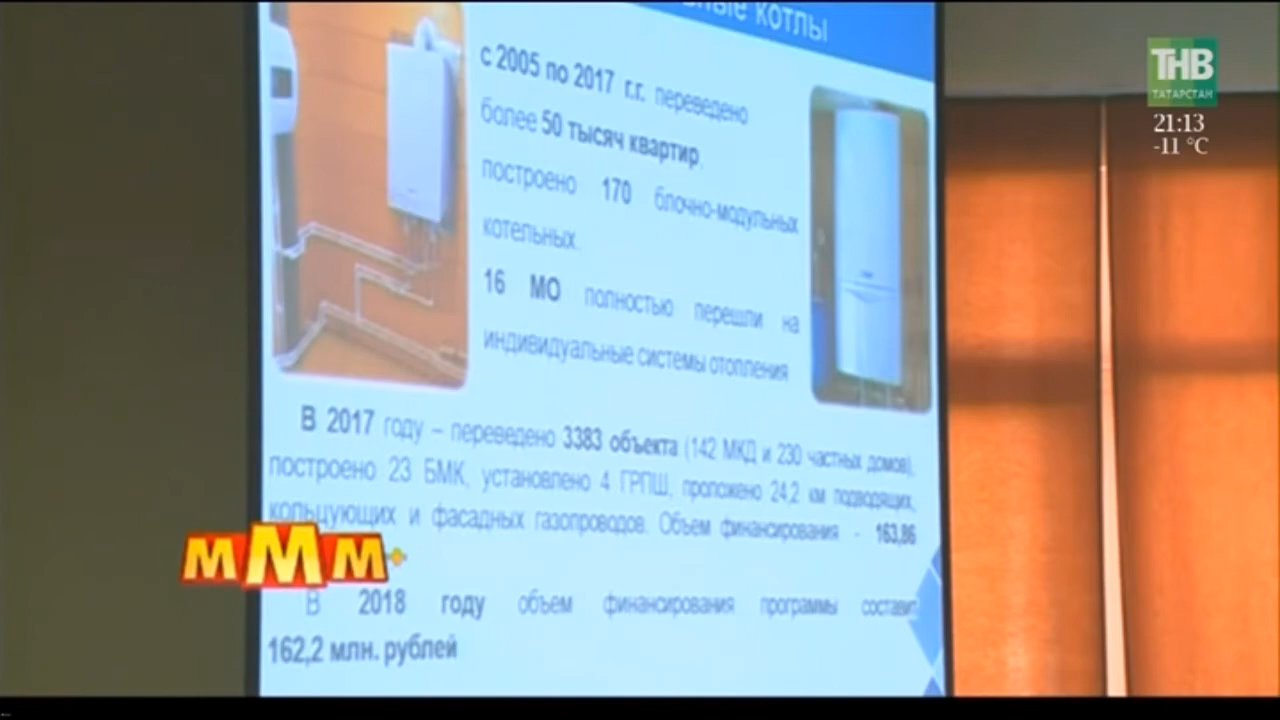 котлы
с 2005 по 2017 г.г. переведено
более 50 тысяч квартир,
построено 170 блочно-модульных
котельных.
16 МО полностью перешли на
индивидуальные системы отопления
В 2017 году – переведено 3383 объекта (142 МКД и 230 частных домов),
построено 23 БМК, установлено 4 ГРПШ, проложено 24,2 км подводящих,
кольцующих и фасадных газопроводов. Объем финансирования - 163,86
В 2018 году объем финансирования программы составит
162,2 млн. рублей
МММ+
ТНВ
ТАТАРСТАН
21:13
-11 °C